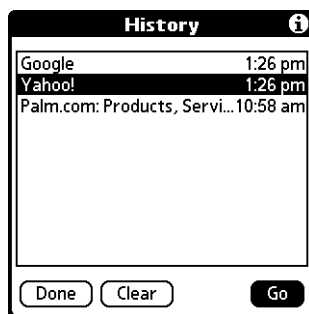 History
Google 1:26 pm
Yahoo! 1:26 pm
Palm.com: Products, Servi...10:58 am
Done Clear Go